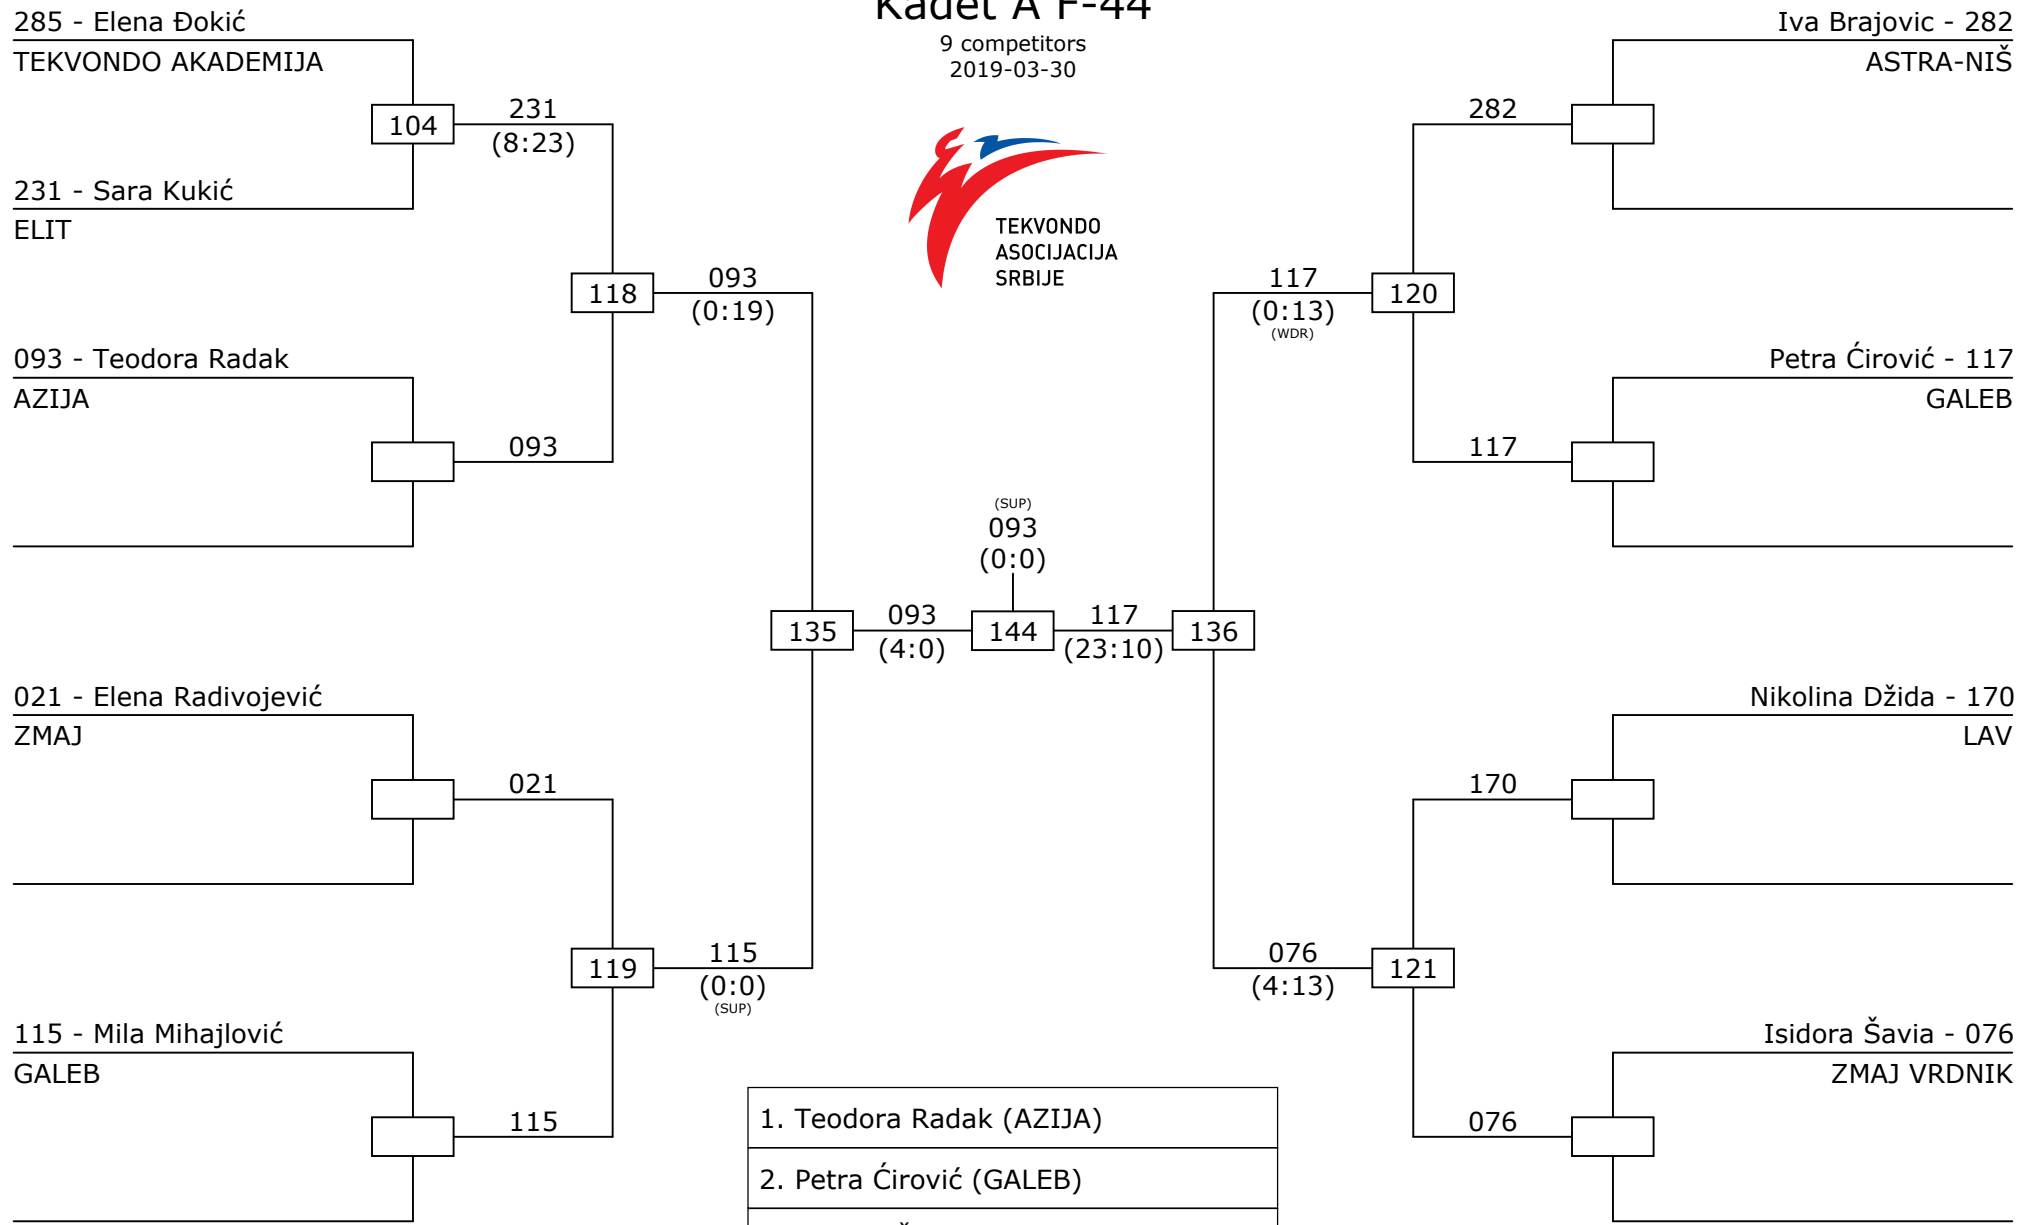 Kadet A F-44
9 competitors
2019-03-30
TEKVONDO
ASOCIJACIJA
SRBIJE
285 - Elena Đokić
TEKVONDO AKADEMIJA
104
231
(8:23)
231 - Sara Kukić
ELIT
118
093
(0:19)
093 - Teodora Radak
AZIJA
093
021 - Elena Radivojević
ZMAJ
021
119
115
(0:0)
(SUP)
115 - Mila Mihajlović
GALEB
115
135
093
(4:0)
(SUP)
093
(0:0)
144
117
(23:10)
136
Iva Brajovic - 282
ASTRA-NIŠ
282
117
(0:13)
(WDR)
120
Petra Ćirović - 117
GALEB
117
Nikolina Džida - 170
LAV
170
076
(4:13)
121
Isidora Šavia - 076
ZMAJ VRDNIK
076
1. Teodora Radak (AZIJA)
2. Petra Ćirović (GALEB)